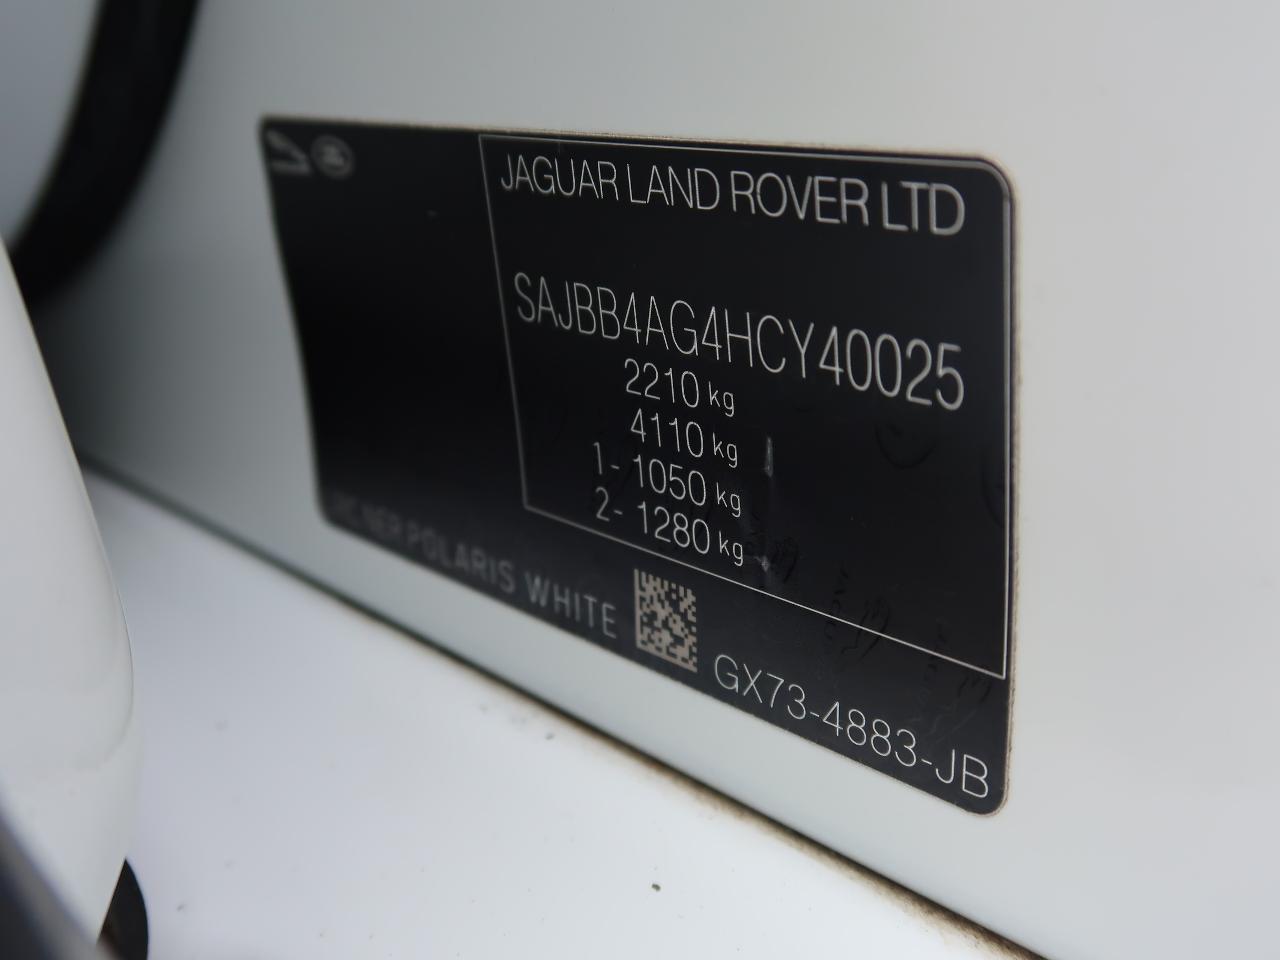 JAGUAR LAND ROVER LTD
SAJBB4AG4HCY40025
2210 kg
4110 kg
1- 1050 kg
2- 1280 kg
NER POLARIS WHITE
GX73-4883-JB